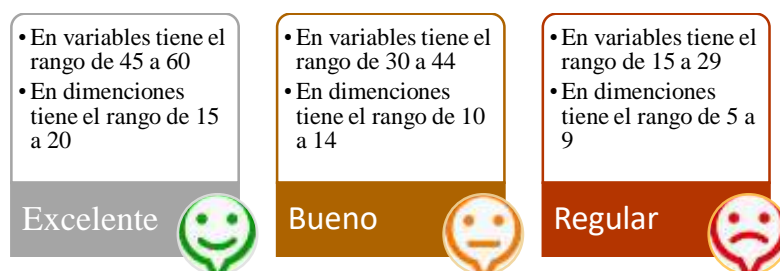 • En variables tiene el
rango de 45 a 60
• En dimenciones
tiene el rango de 15
a 20
Excelente
• En variables tiene el
rango de 30 a 44
• En dimenciones
tiene el rango de 10
a 14
Bueno
• En variables tiene el
rango de 15 a 29
• En dimenciones
tiene el rango de 5 a
9
Regular